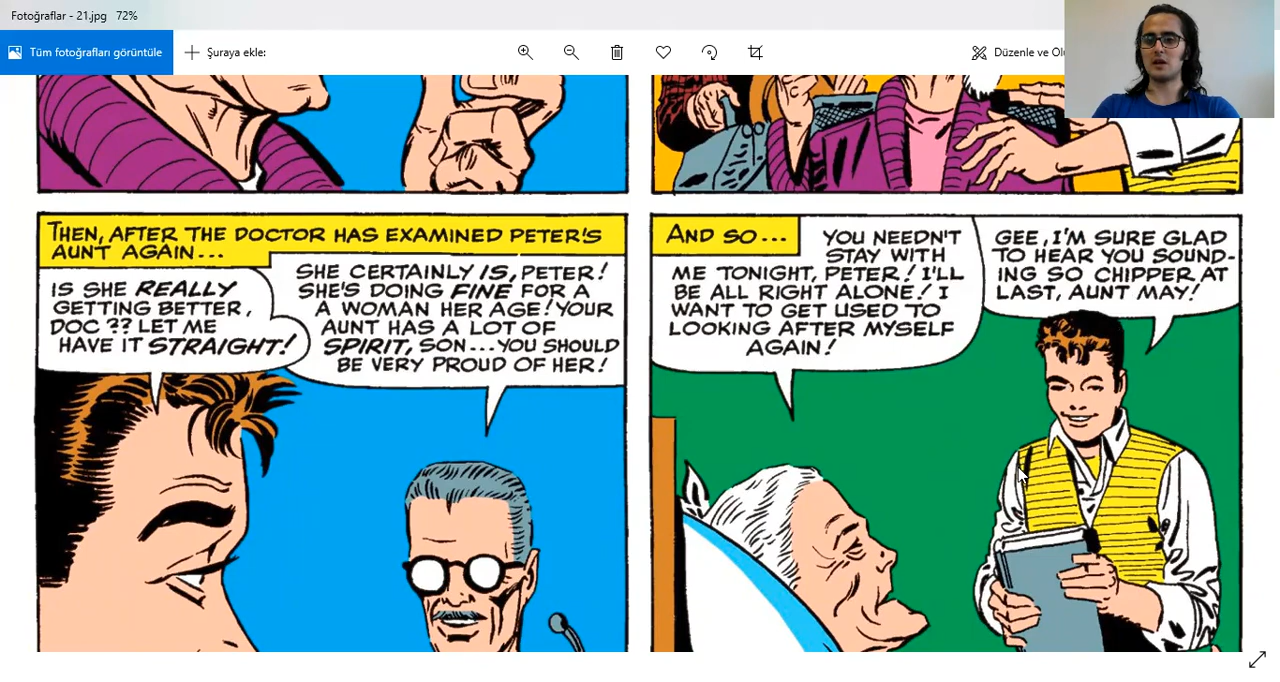 Fotoğraflar - 21.jpg 72%
Tüm fotoğrafları görüntüle
Şuraya ekle:
Düzenle ve Olu
THEN, AFTER THE DOCTOR HAS EXAMINED PETER'S
AUNT AGAIN...
IS SHE REALLY
GETTING BETTER,
DOC?? LET ME
HAVE IT STRAIGHT!
SHE CERTAINLY IS, PETER!
SHE'S DOING FINE FOR A
A WOMAN HER AGE! YOUR
AUNT HAS A LOT OF
SPIRIT, SON...YOU SHOULD
BE VERY PROUD OF HER!
AND SO...
YOU NEEDN'T
STAY WITH
ME TONIGHT, PETER! I'LL
BE ALL RIGHT ALONE! I
WANT TO GET USED TO
LOOKING AFTER MYSELF
AGAIN!
GEE, I'M SURE GLAD
TO HEAR YOU SOUND-
ING SO CHIPPER AT
LAST, AUNT MAY!